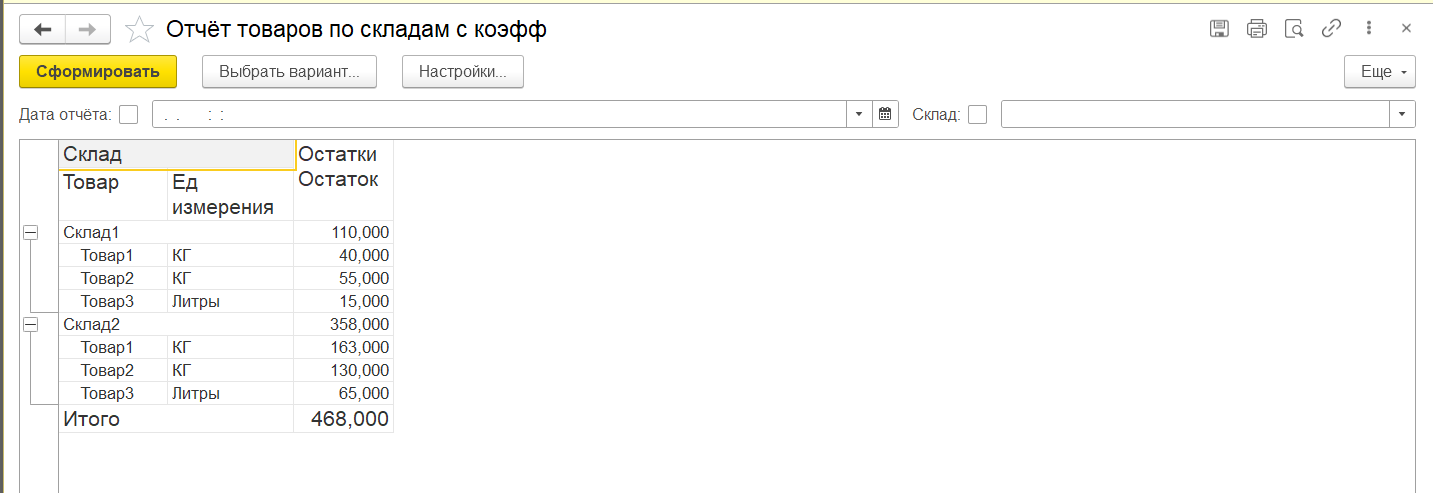 Отчёт товаров по складам с коэфф
Сформировать Выбрать вариант... Настройки... Еще
Дата отчёта: . . : : Склад:
Склад Остатки
Товар Ед Остаток
измерения
Склад1 110,000
Товар1 КГ 40,000
Товар2 КГ 55,000
Товар3 Литры 15,000
Склад2 358,000
Товар1 КГ 163,000
Товар2 КГ 130,000
Товар3 Литры 65,000
Итого 468,000